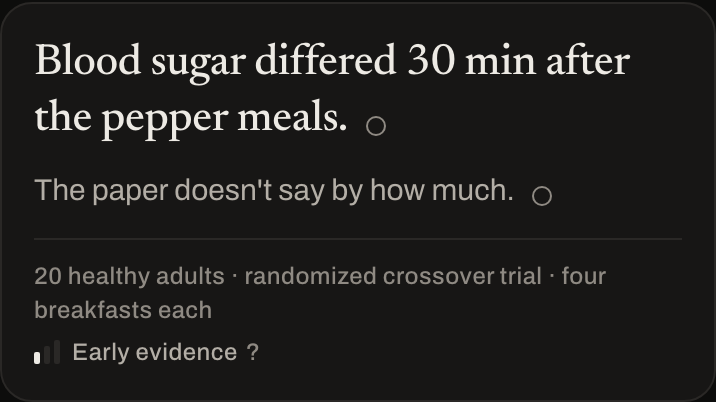 Blood sugar differed 30 min after
the pepper meals.
The paper doesn't say by how much.
20 healthy adults · randomized crossover trial · four
breakfasts each
Early evidence ?